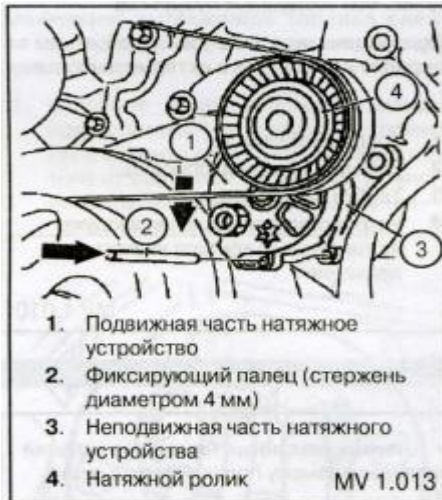 1
4
2
3
1. Подвижная часть натяжное
устройство
2. Фиксирующий палец (стержень
диаметром 4 мм)
3. Неподвижная часть натяжного
устройства
4. Натяжной ролик MV 1.013